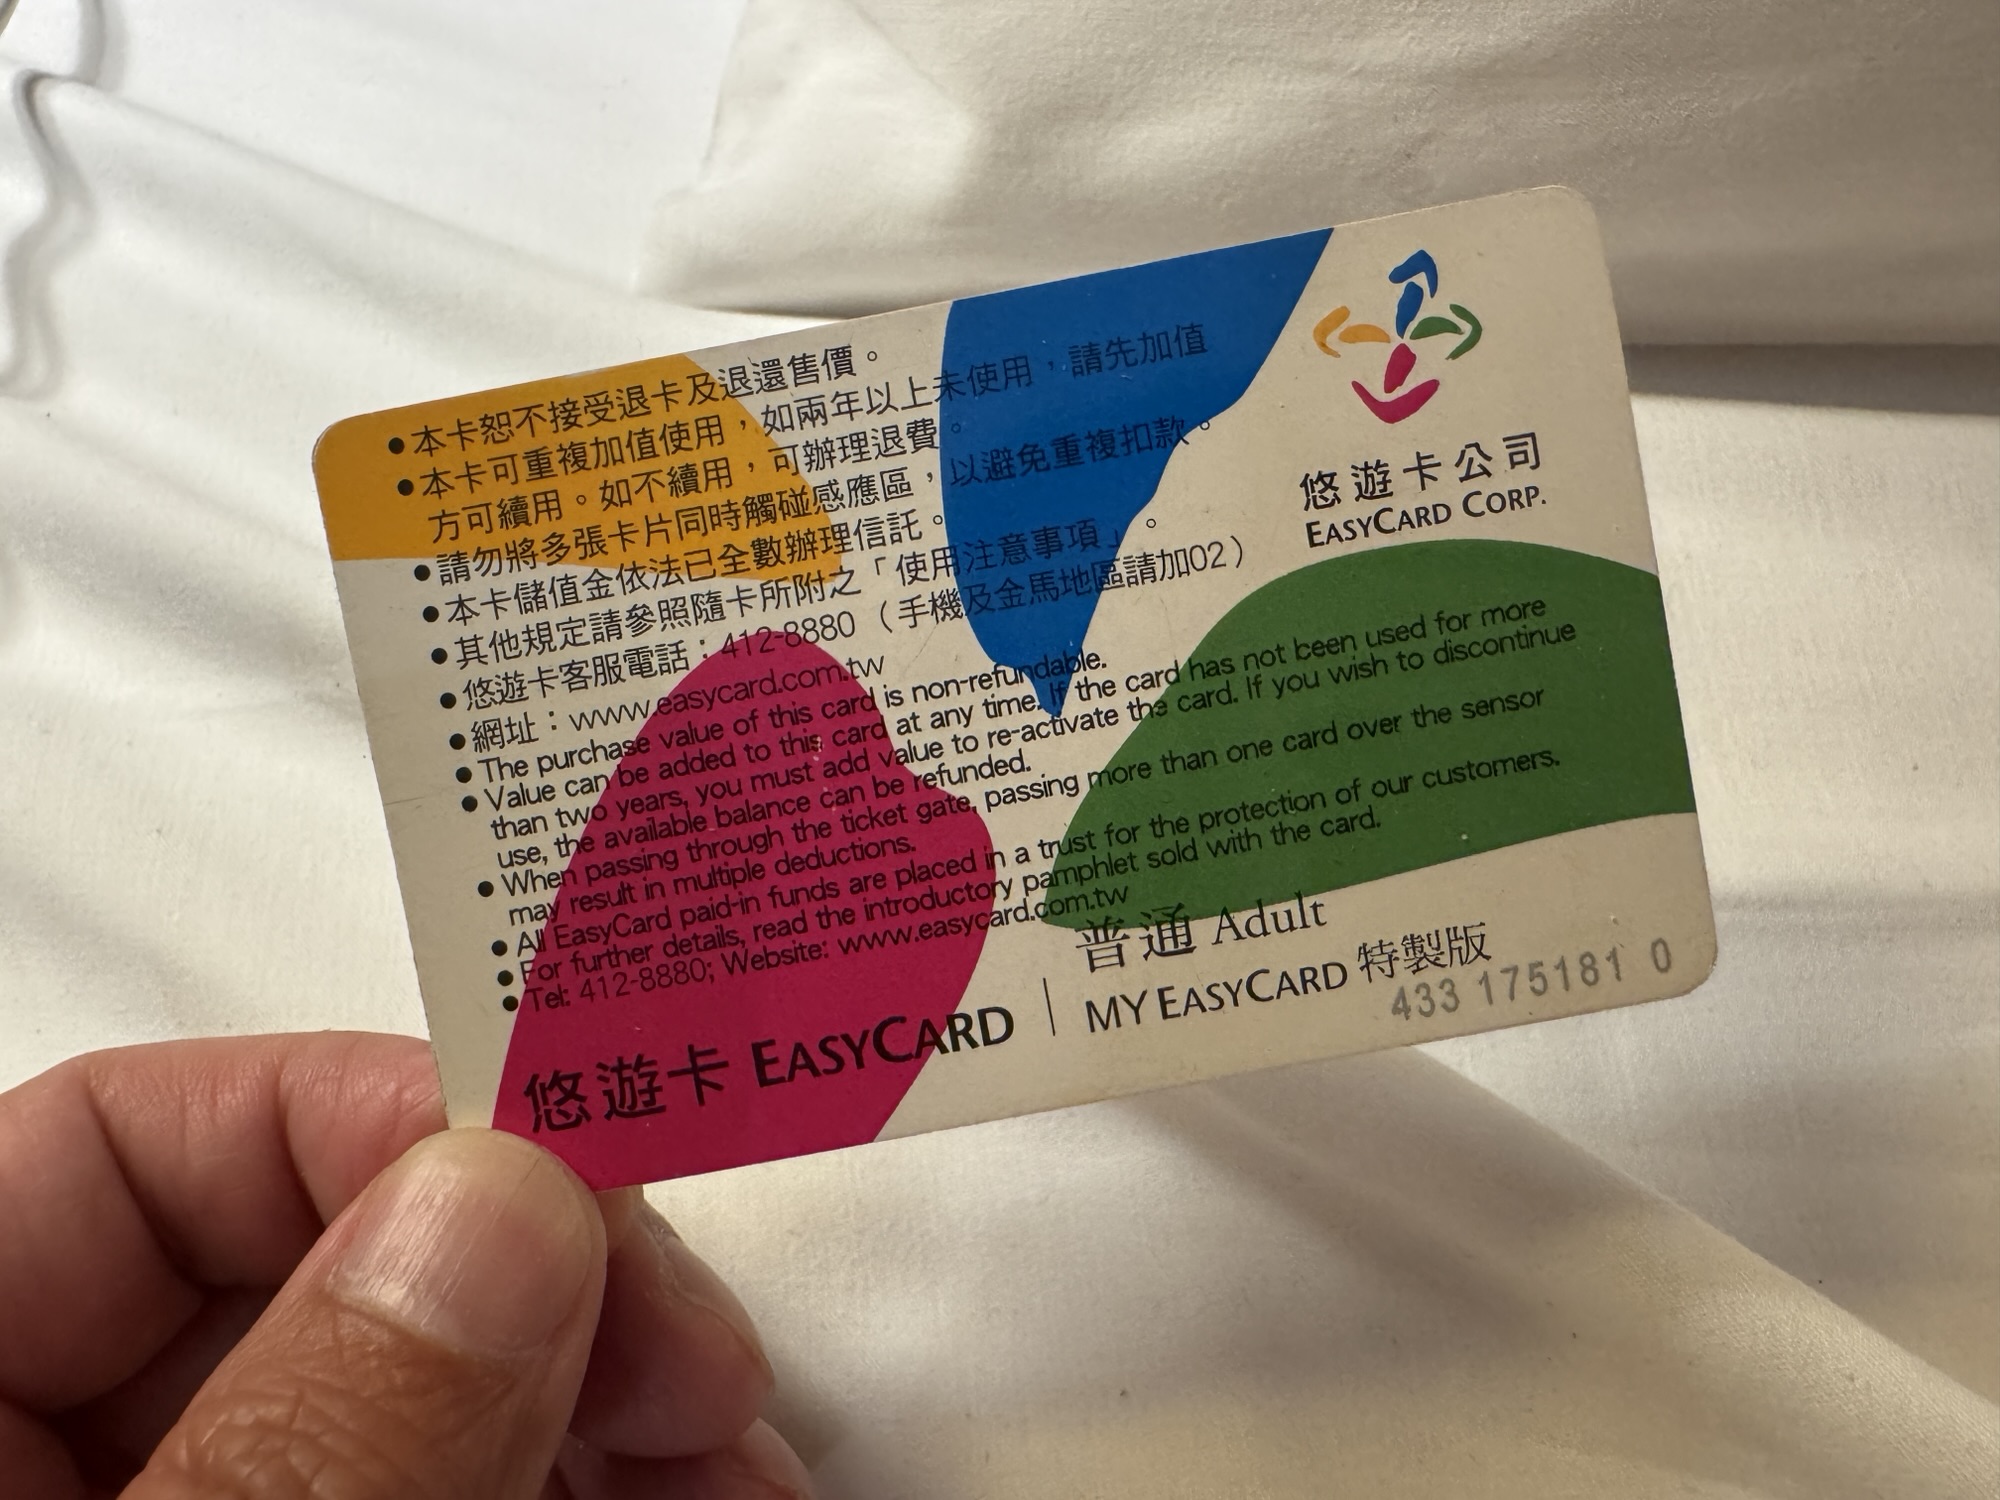 ●本卡恕不接受退卡及退還售價。
●本卡可重複加值使用，如兩年以上未使用，請先加值
方可續用。如不續用，可辦理退費。
●請勿將多張卡片同時觸碰感應區，以避免重複扣款。
●本卡儲值金依法已全數辦理信託。
●其他規定請參照隨卡所附之「使用注意事項」。
●悠遊卡客服電話：412-8880（手機及金馬地區請加02）
●網址：www.easycard.com.tw
●The purchase value of this card is non-refundable.
●Value can be added to this card at any time. If the card has not been used for more
than two years, you must add value to re-activate the card. If you wish to discontinue
use, the available balance can be refunded.
●When passing through the ticket gate, passing more than one card over the sensor
may result in multiple deductions.
●All EasyCard paid-in funds are placed in a trust for the protection of our customers.
●For further details, read the introductory pamphlet sold with the card.
●Tel: 412-8880; Website: www.easycard.com.tw
悠遊卡公司
EASYCARD CORP.
普通 Adult
悠遊卡 EASYCARD | MY EASYCARD 特製版
433 175181 0